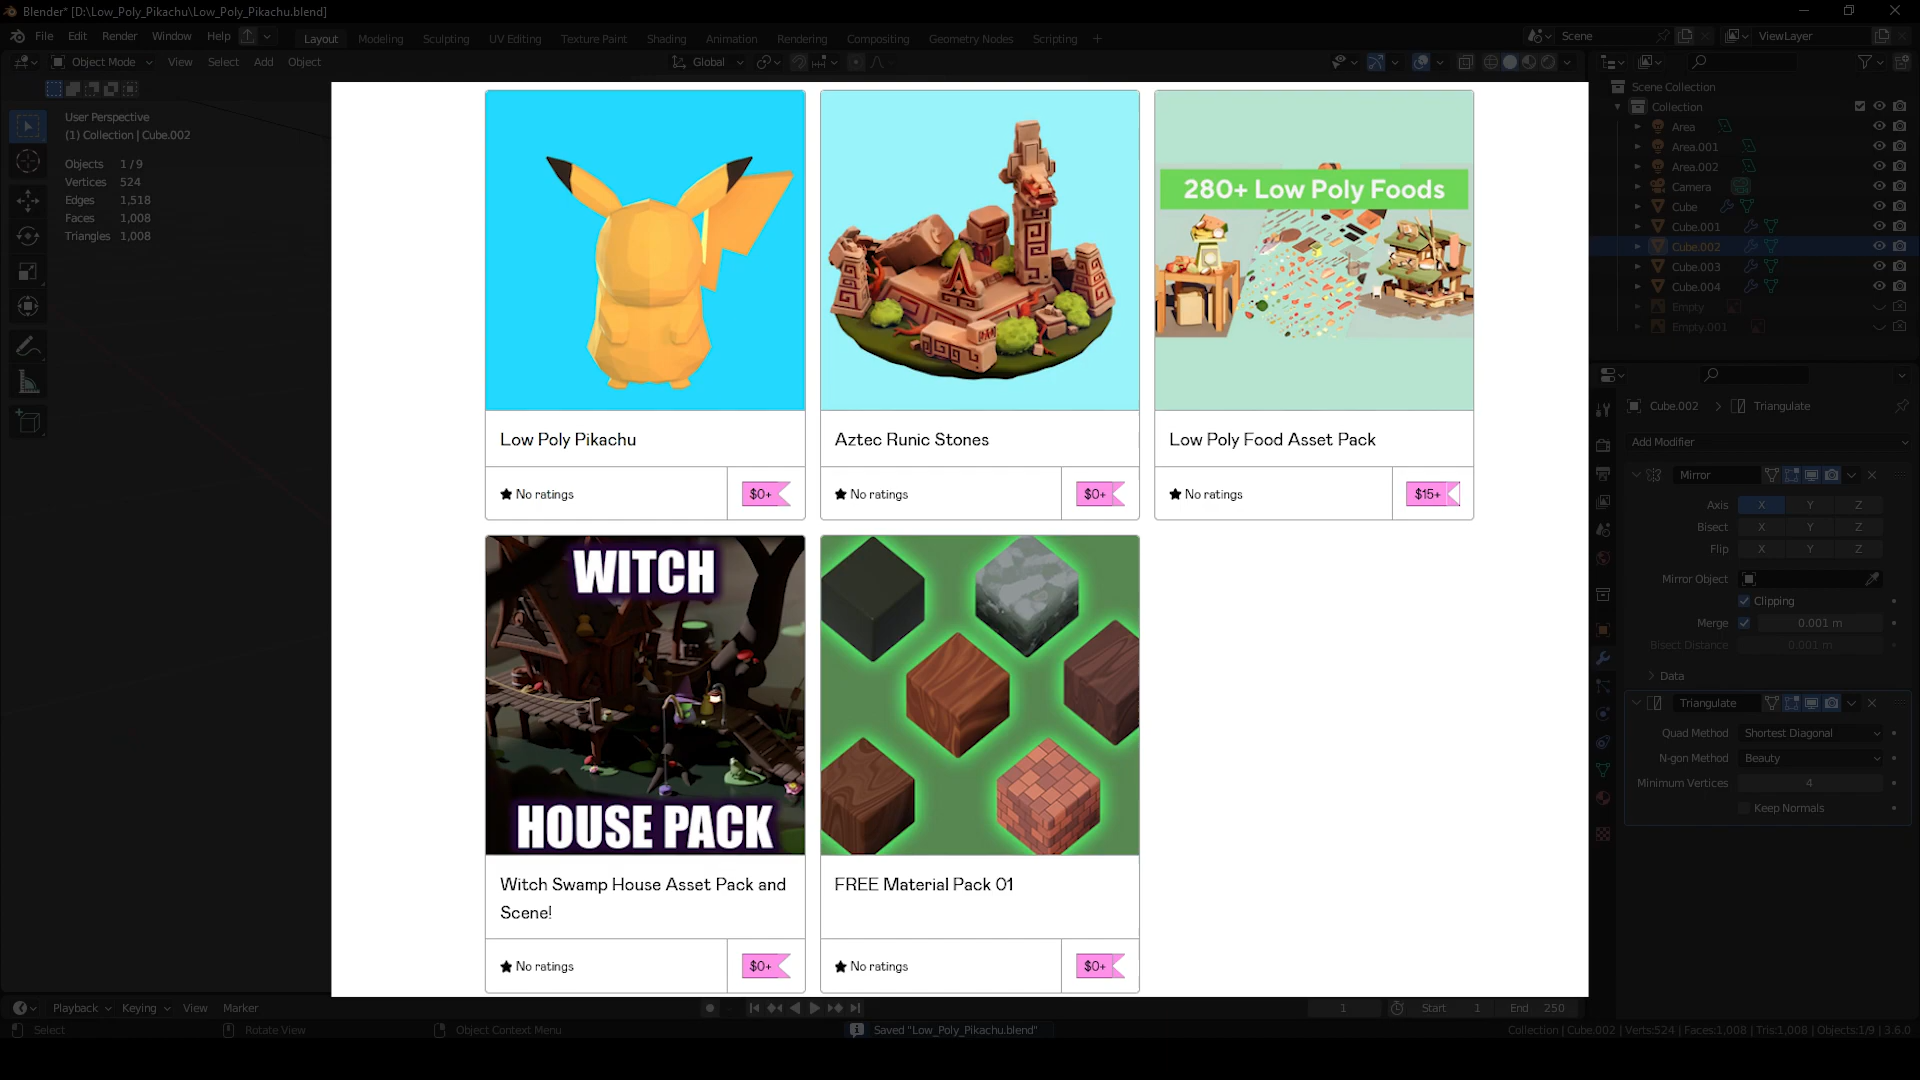 Blender* [D:\Low_Poly_Pikachu\Low_Poly_Pikachu.blend]
File Edit Render Window Help
Layout Modeling Sculpting UV Editing Texture Paint Shading Animation Rendering Compositing Geometry Nodes Scripting +
Scene
ViewLayer
Object Mode View Select Add Object
Global
User Perspective
(1) Collection | Cube.002
Objects 1/9
Vertices 524
Edges 1,518
Faces 1,008
Triangles 1,008
280+ Low Poly Foods
Low Poly Pikachu
Aztec Runic Stones
Low Poly Food Asset Pack
No ratings $0+
No ratings $0+
No ratings $15+
WITCH
HOUSE PACK
Witch Swamp House Asset Pack and
Scene!
FREE Material Pack 01
No ratings $0+
No ratings $0+
Scene Collection
Collection
Area
Area.001
Area.002
Camera
Cube
Cube.001
Cube.002
Cube.003
Cube.004
Empty
Empty.001
Cube.002 > Triangulate
Add Modifier
Mirror
Axis X Y Z
Bisect X Y Z
Flip X Y Z
Mirror Object
Clipping
Merge 0.001 m
Bisect Distance 0.001 m
Data
Triangulate
Quad Method Shortest Diagonal
N-gon Method Beauty
Minimum Vertices 4
Keep Normals
Playback Keying View Marker
1 Start 1 End 250
Select Rotate View Object Context Menu
Saved "Low_Poly_Pikachu.blend"
Collection | Cube.002 | Verts:524 | Faces:1,008 | Tris:1,008 | Objects:1/9 | 3.6.0